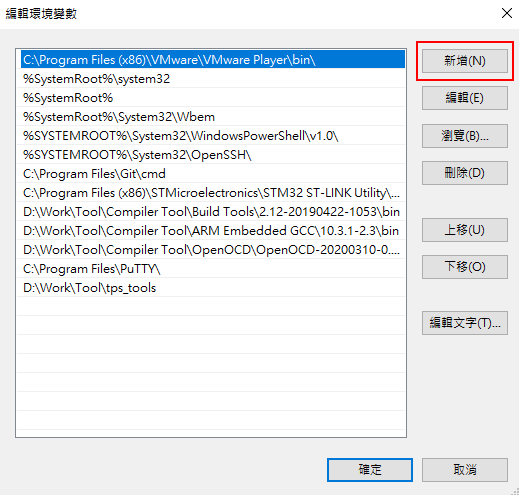 編輯環境變數
C:\Program Files (x86)\VMware\VMware Player\bin\
%SystemRoot%\system32
%SystemRoot%
%SystemRoot%\System32\Wbem
%SYSTEMROOT%\System32\WindowsPowerShell\v1.0\
%SYSTEMROOT%\System32\OpenSSH\
C:\Program Files\Git\cmd
C:\Program Files (x86)\STMicroelectronics\STM32 ST-LINK Utility\...
D:\Work\Tool\Compiler Tool\Build Tools\2.12-20190422-1053\bin
D:\Work\Tool\Compiler Tool\ARM Embedded GCC\10.3.1-2.3\bin
D:\Work\Tool\Compiler Tool\OpenOCD\OpenOCD-20200310-0....
C:\Program Files\PuTTY\
D:\Work\Tool\tps_tools
新增(N)
編輯(E)
瀏覽(B)...
刪除(D)
上移(U)
下移(O)
編輯文字(T)...
確定
取消